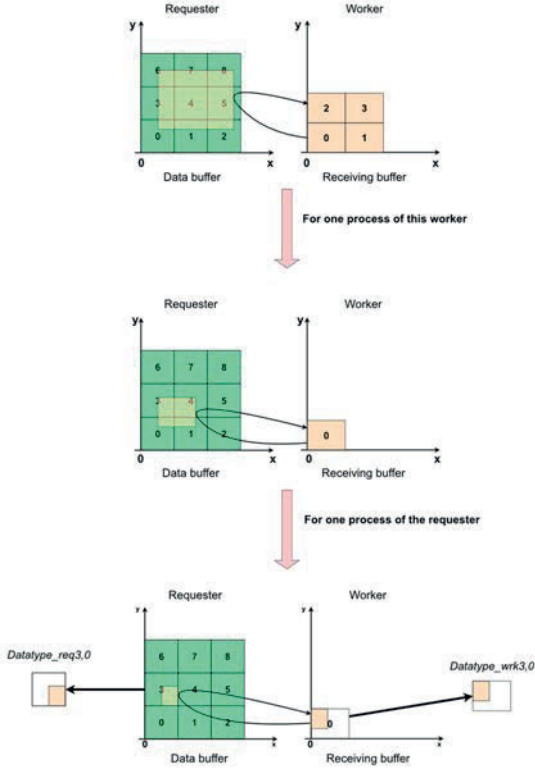 Requester Worker
y y
6 7 8
3 4 5
2 3
0 1 2
0 1
0 x 0 x
Data buffer Receiving buffer
For one process of this worker
Requester Worker
y y
6 7 8
3 4 5
0 1 2
0
0 x 0 x
Data buffer Receiving buffer
For one process of the requester
Requester Worker
y y
Datatype_req3,0
6 7 8
Datatype_wrk3,0
3 4 5
0 1 2
0
0 x 0 x
Data buffer Receiving buffer